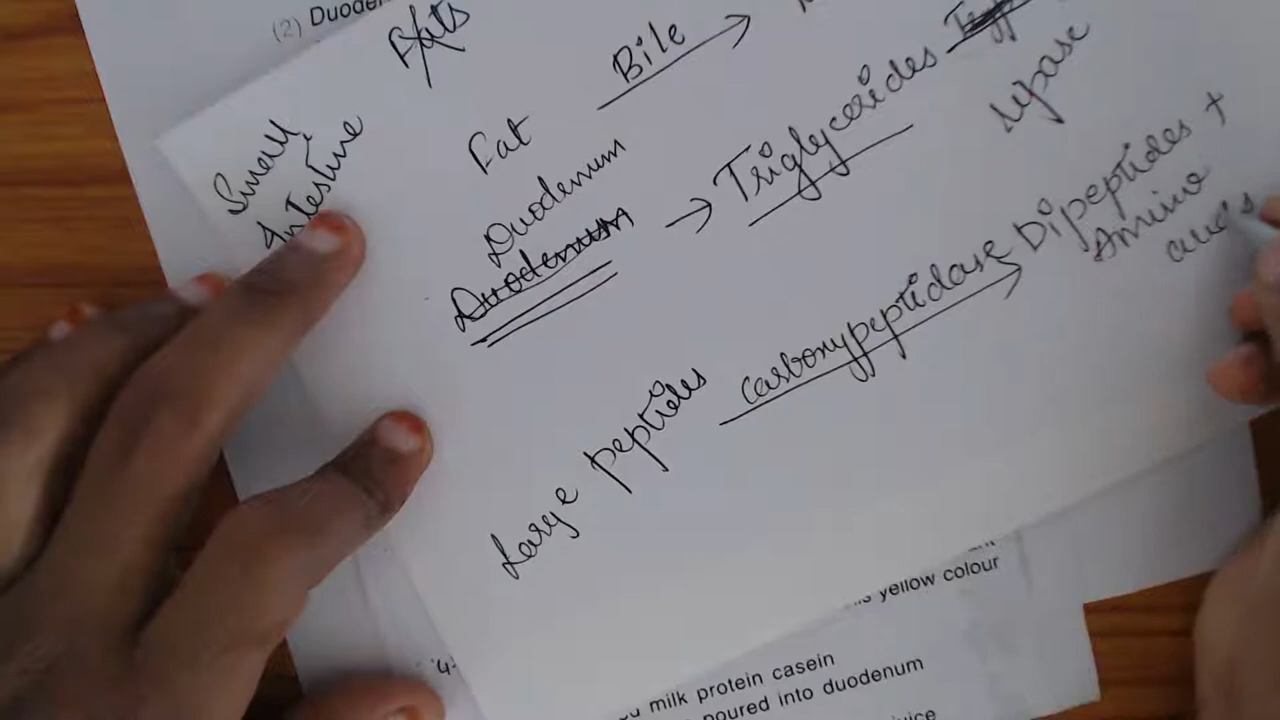 (2) Duoden
Fats
Small
Intestine
Fat Bile
Duodenum
Duodenum → Triglycerides
lipase
Large peptides carboxypeptidase Dipeptides +
Amino
acids
yellow colour
milk protein casein
poured into duodenum